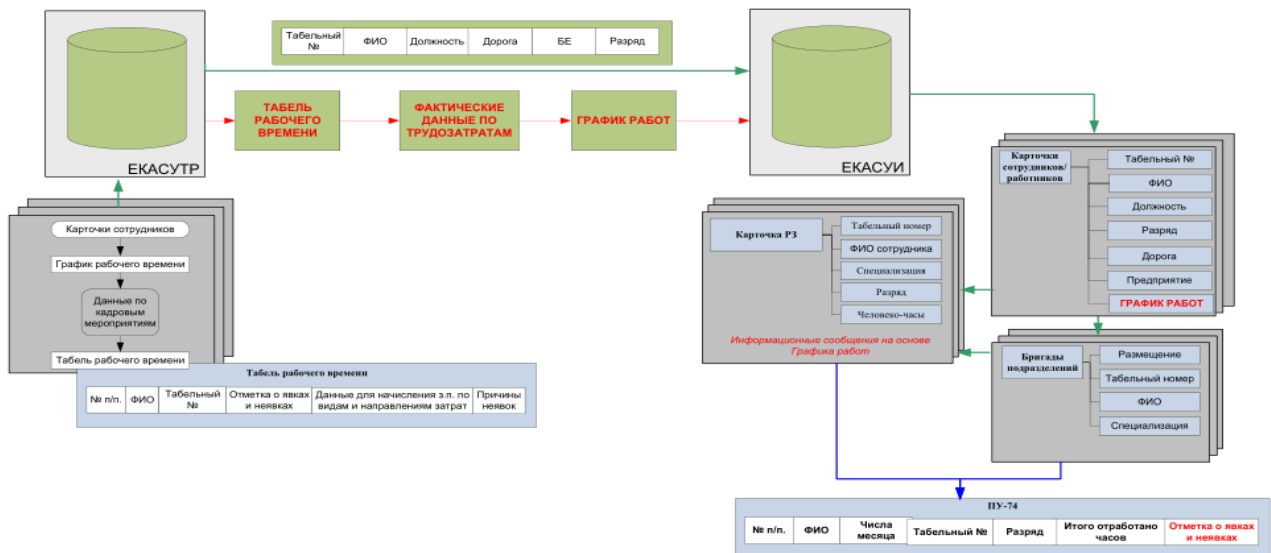 Табельный №
ФИО
Должность
Дорога
БЕ
Разряд
ТАБЕЛЬ
РАБОЧЕГО
ВРЕМЕНИ
ФАКТИЧЕСКИЕ
ДАННЫЕ ПО
ТРУДОЗАТРАТАМ
ГРАФИК РАБОТ
ЕКАСУТР
ЕКАСУИ
Карточки сотрудников
График рабочего времени
Данные по
кадровым
мероприятиям
Табель рабочего времени
Табель рабочего времени
№ п/п.
ФИО
Табельный
№
Отметка о явках
и неявках
Данные для начисления з.п. по
видам и направлениям затрат
Причины
неявок
Карточки
сотрудников/
работников
Табельный №
ФИО
Должность
Разряд
Дорога
Предприятие
ГРАФИК РАБОТ
Карточка РЗ
Табельный номер
ФИО сотрудника
Специализация
Разряд
Человеко-часы
Информационные сообщения на основе
Графика работ
Бригады
подразделений
Размещение
Табельный номер
ФИО
Специализация
ПУ-74
№ п/п.
ФИО
Числа
месяца
Табельный №
Разряд
Итого отработано
часов
Отметка о явках
и неявках